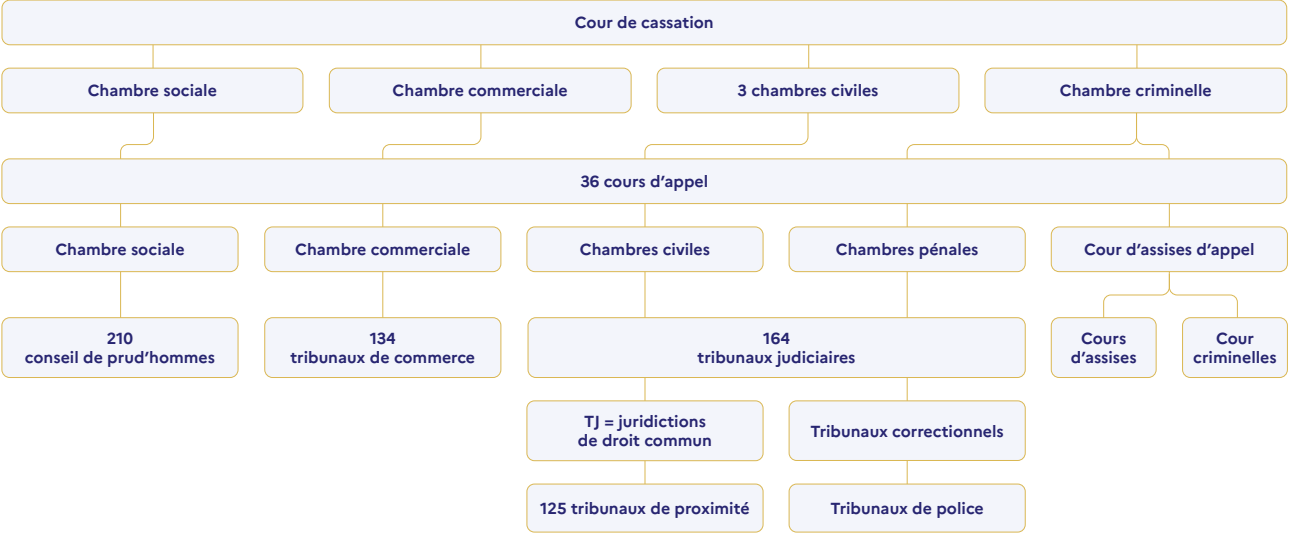 Cour de cassation
Chambre sociale
Chambre commerciale
3 chambres civiles
Chambre criminelle
36 cours d’appel
Chambre sociale
Chambre commerciale
Chambres civiles
Chambres pénales
Cour d’assises d’appel
210
conseil de prud’hommes
134
tribunaux de commerce
164
tribunaux judiciaires
Cours
d’assises
Cour
criminelles
TJ = juridictions
de droit commun
Tribunaux correctionnels
125 tribunaux de proximité
Tribunaux de police